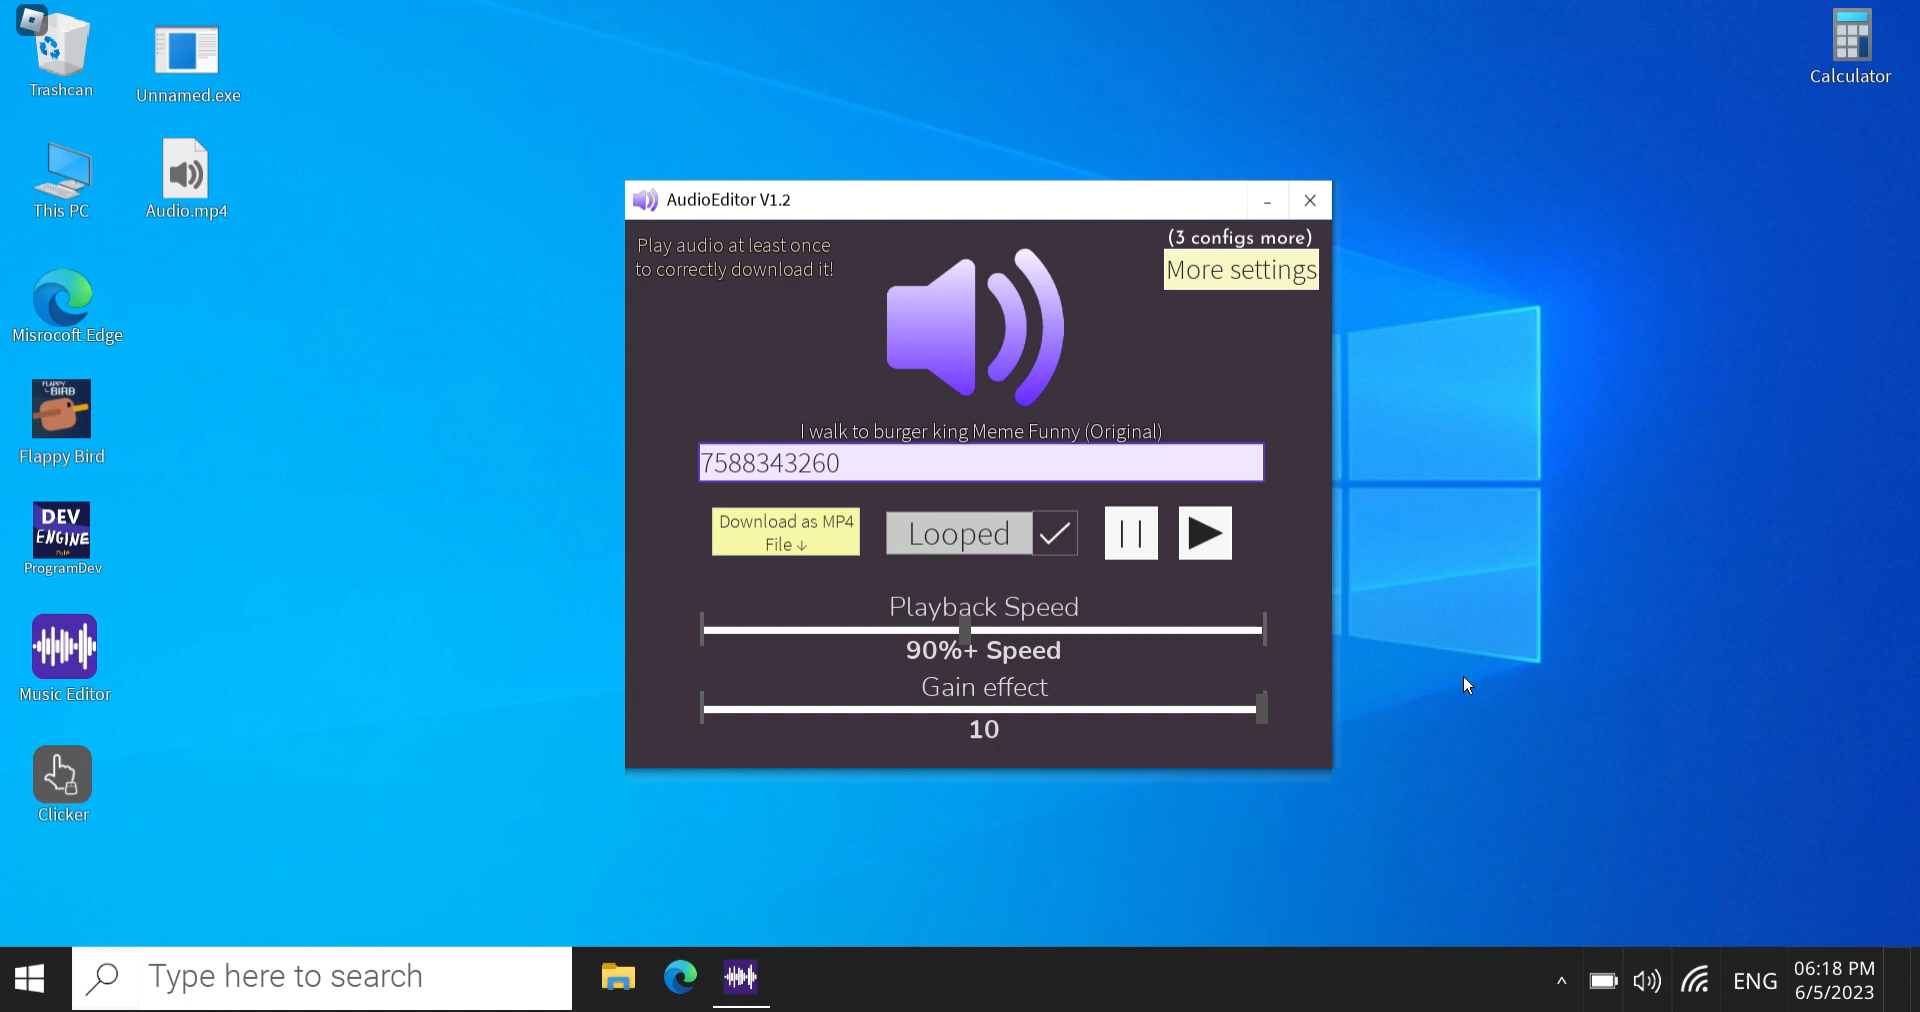 Trashcan
Unnamed.exe
Calculator
This PC
Audio.mp4
Misrocoft Edge
FLAPPY
BIRB
Flappy Bird
DEV
ENGINE
ProgramDev
Music Editor
Clicker
AudioEditor V1.2
Play audio at least once
to correctly download it!
(3 configs more)
More settings
I walk to burger king Meme Funny (Original)
7588343260
Download as MP4
File ↓
Looped
Playback Speed
90%+ Speed
Gain effect
10
Type here to search
ENG
06:18 PM
6/5/2023